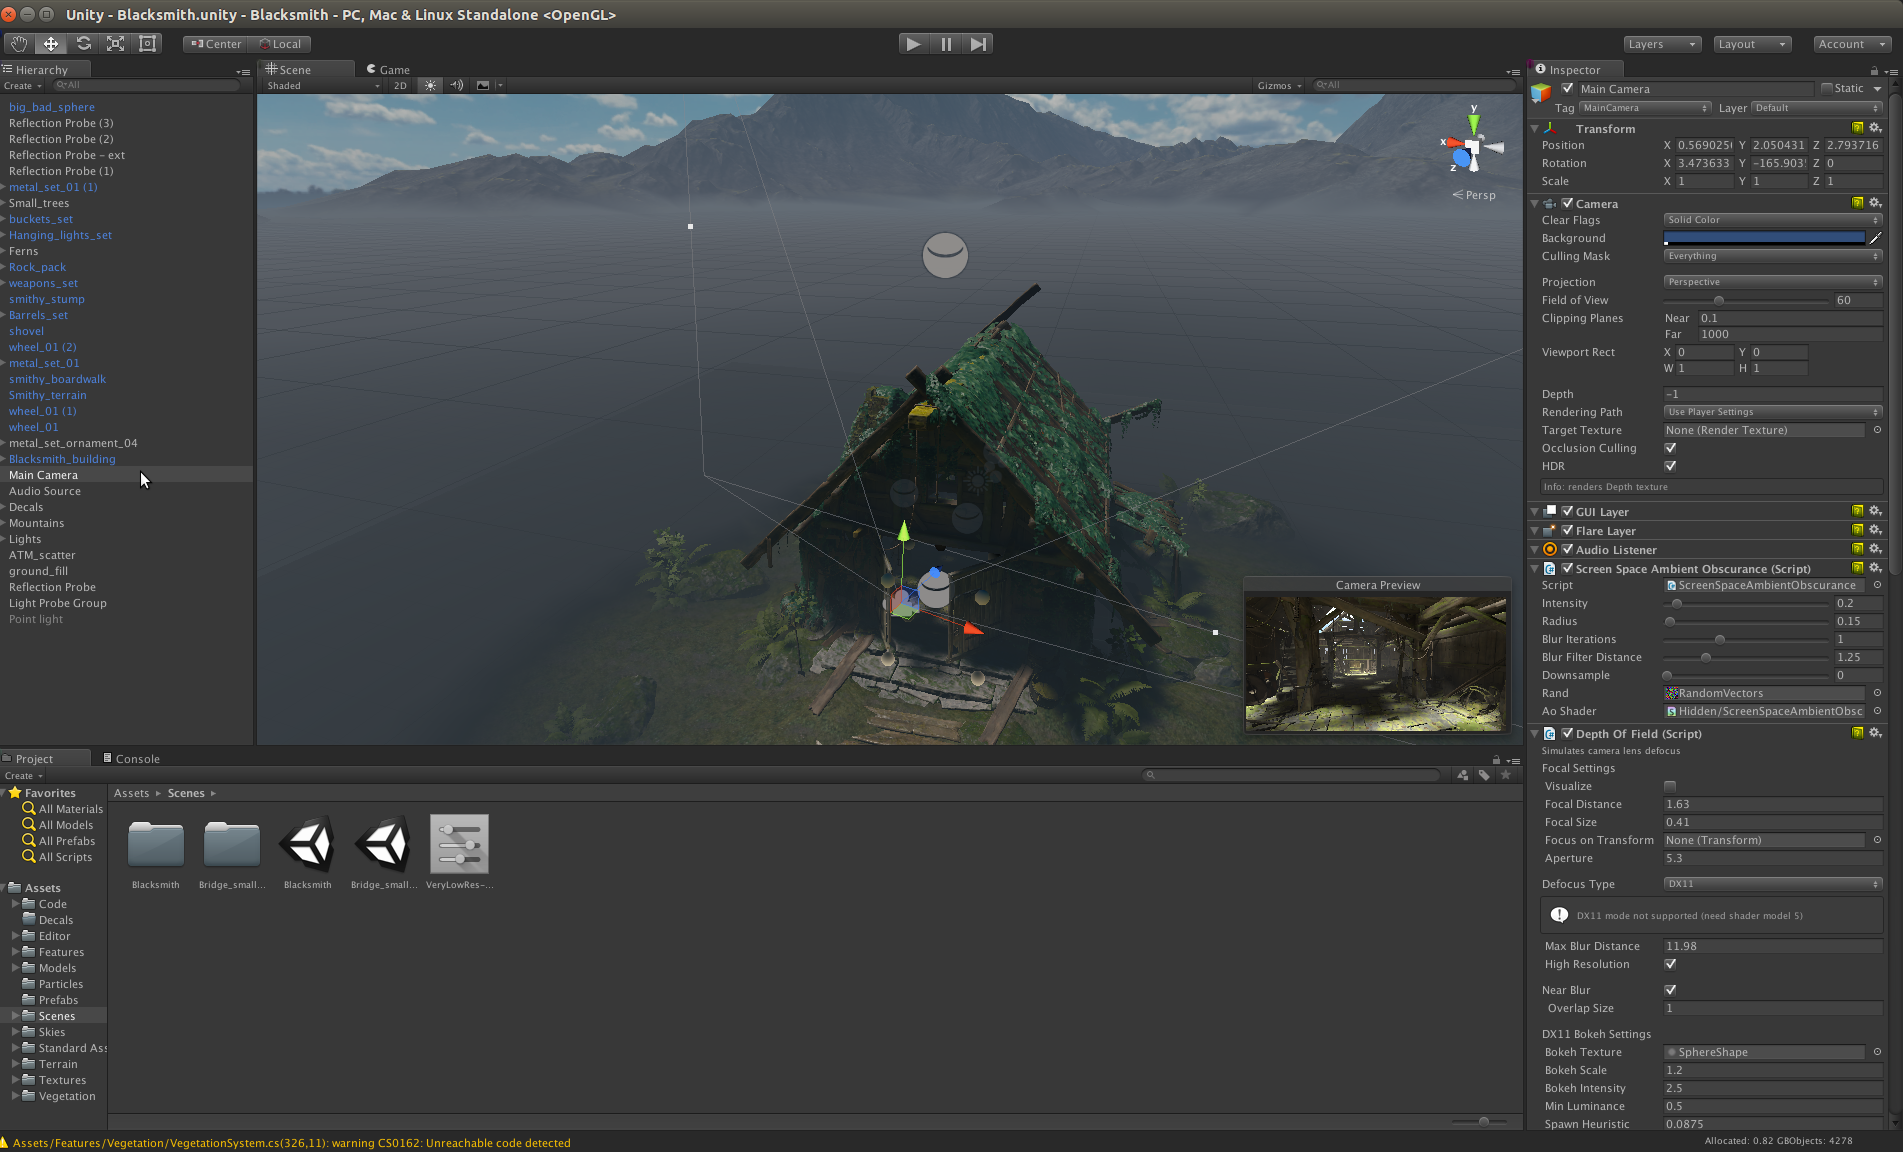 Unity - Blacksmith.unity - Blacksmith - PC, Mac & Linux Standalone <OpenGL>
Center Local
Layers Layout Account
Hierarchy
Create All
big_bad_sphere
Reflection Probe (3)
Reflection Probe (2)
Reflection Probe - ext
Reflection Probe (1)
metal_set_01 (1)
Small_trees
buckets_set
Hanging_lights_set
Ferns
Rock_pack
weapons_set
smithy_stump
Barrels_set
shovel
wheel_01 (2)
metal_set_01
smithy_boardwalk
Smithy_terrain
wheel_01 (1)
wheel_01
metal_set_ornament_04
Blacksmith_building
Main Camera
Audio Source
Decals
Mountains
Lights
ATM_scatter
ground_fill
Reflection Probe
Light Probe Group
Point light
Scene Game
Shaded 2D Gizmos All
y
x
z
Persp
Camera Preview
Inspector
Main Camera Static
Tag MainCamera Layer Default
Transform
Position X 0.569025 Y 2.050431 Z 2.793716
Rotation X 3.473633 Y -165.903 Z 0
Scale X 1 Y 1 Z 1
Camera
Clear Flags Solid Color
Background
Culling Mask Everything
Projection Perspective
Field of View 60
Clipping Planes Near 0.1
Far 1000
Viewport Rect X 0 Y 0
W 1 H 1
Depth -1
Rendering Path Use Player Settings
Target Texture None (Render Texture)
Occlusion Culling
HDR
Info: renders Depth texture
GUI Layer
Flare Layer
Audio Listener
Screen Space Ambient Obscurance (Script)
Script ScreenSpaceAmbientObscurance
Intensity 0.2
Radius 0.15
Blur Iterations 1
Blur Filter Distance 1.25
Downsample 0
Rand RandomVectors
Ao Shader Hidden/ScreenSpaceAmbientObsc
Depth Of Field (Script)
Simulates camera lens defocus
Focal Settings
Visualize
Focal Distance 1.63
Focal Size 0.41
Focus on Transform None (Transform)
Aperture 5.3
Defocus Type DX11
DX11 mode not supported (need shader model 5)
Max Blur Distance 11.98
High Resolution
Near Blur
Overlap Size 1
DX11 Bokeh Settings
Bokeh Texture SphereShape
Bokeh Scale 1.2
Bokeh Intensity 2.5
Min Luminance 0.5
Spawn Heuristic 0.0875
Project Console
Create
Favorites
All Materials
All Models
All Prefabs
All Scripts
Assets
Code
Decals
Editor
Features
Models
Particles
Prefabs
Scenes
Skies
Standard Ass
Terrain
Textures
Vegetation
Assets Scenes
Blacksmith Bridge_small... Blacksmith Bridge_small... VeryLowRes-...
Assets/Features/Vegetation/VegetationSystem.cs(326,11): warning CS0162: Unreachable code detected
Allocated: 0.82 GBObjects: 4278